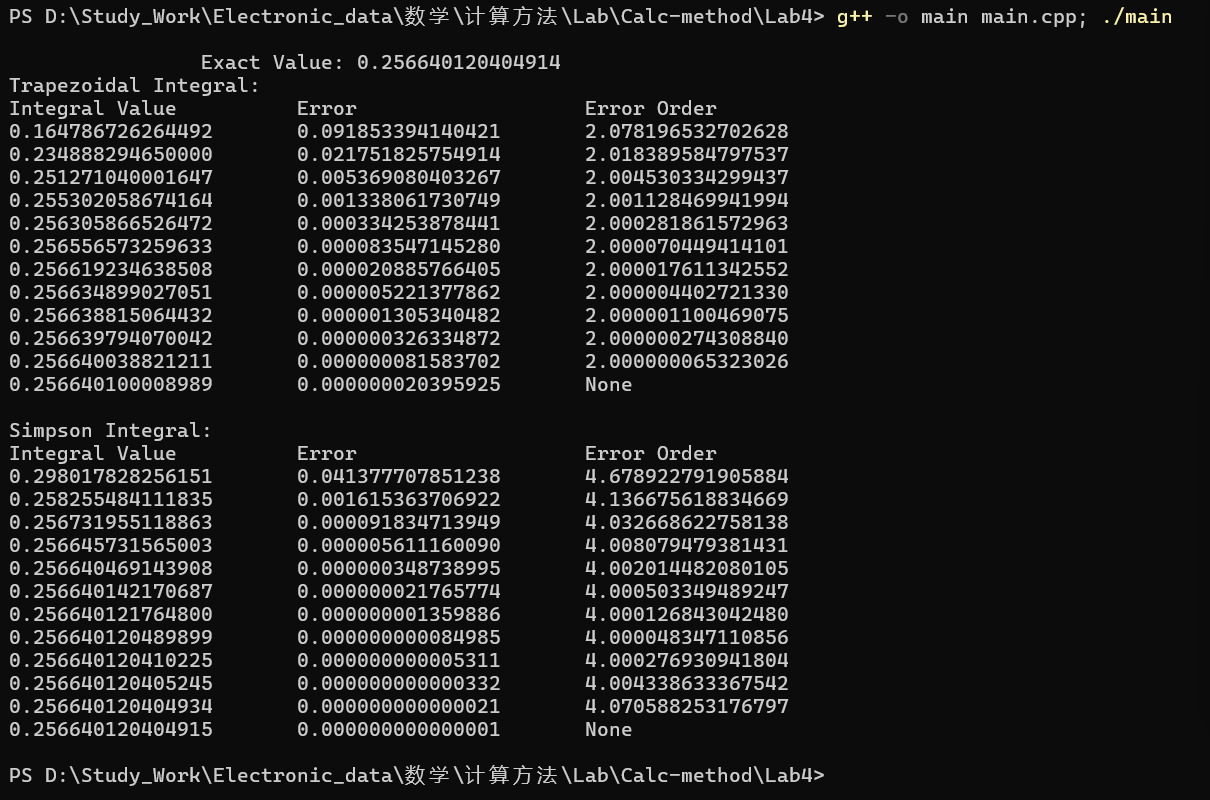 PS D:\Study_Work\Electronic_data\数学\计算方法\Lab\Calc-method\Lab4> g++ -o main main.cpp; ./main
Exact Value: 0.256640120404914
Trapezoidal Integral:
Integral Value Error Error Order
0.164786726264492 0.091853394140421 2.078196532702628
0.234888294650000 0.021751825754914 2.018389584797537
0.251271040001647 0.005369080403267 2.004530334299437
0.255302058674164 0.001338061730749 2.001128469941994
0.256305866526472 0.000334253878441 2.000281861572963
0.256556573259633 0.000083547145280 2.000070449414101
0.256619234638508 0.000020885766405 2.000017611342552
0.256634899027051 0.000005221377862 2.000004402721330
0.256638815064432 0.000001305340482 2.000001100469075
0.256639794070042 0.000000326334872 2.000000274308840
0.256640038821211 0.000000081583702 2.000000065323026
0.256640100008989 0.000000020395925 None
Simpson Integral:
Integral Value Error Error Order
0.298017828256151 0.041377707851238 4.678922791905884
0.258255484111835 0.001615363706922 4.136675618834669
0.256731955118863 0.000091834713949 4.032668622758138
0.256645731565003 0.000005611160090 4.008079479381431
0.256640469143908 0.000000348738995 4.002014482080105
0.256640142170687 0.000000021765774 4.000503349489247
0.256640121764800 0.000000001359886 4.000126843042480
0.256640120489899 0.000000000084985 4.000048347110856
0.256640120410225 0.000000000005311 4.000276930941804
0.256640120405245 0.000000000000332 4.004338633367542
0.256640120404934 0.000000000000021 4.070588253176797
0.256640120404915 0.000000000000001 None
PS D:\Study_Work\Electronic_data\数学\计算方法\Lab\Calc-method\Lab4>